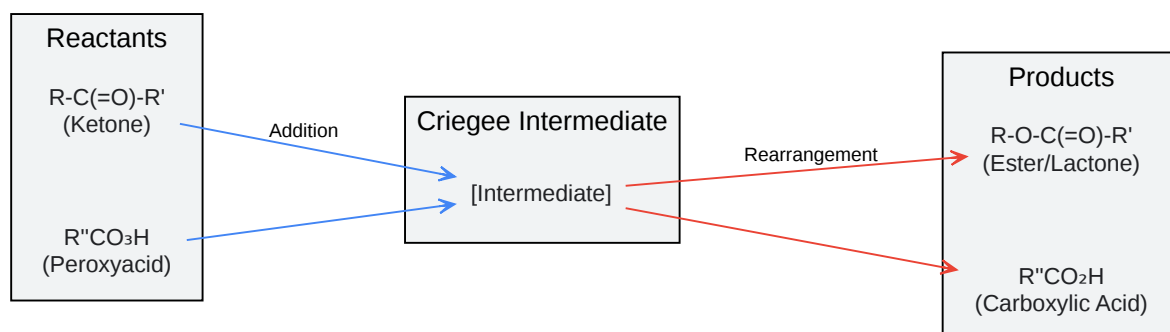 Reactants
R-C(=O)-R'
(Ketone)
R"CO₃H
(Peroxyacid)
Addition
Criegee Intermediate
[Intermediate]
Rearrangement
Products
R-O-C(=O)-R'
(Ester/Lactone)
R"CO₂H
(Carboxylic Acid)